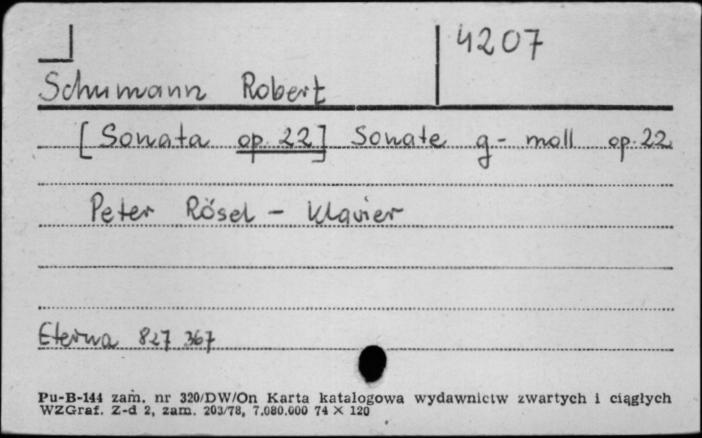 4207
Schumann Robert
[Sonata op. 22] Sonate g-moll op. 22
Peter Rösel - Klavier
Eterna 827 367
Pu-B-144 zam. nr 320/DW/On Karta katalogowa wydawnictw zwartych i ciągłych
WZGraf. Z-d 2, zam. 203/78, 7.080.000 74 × 120